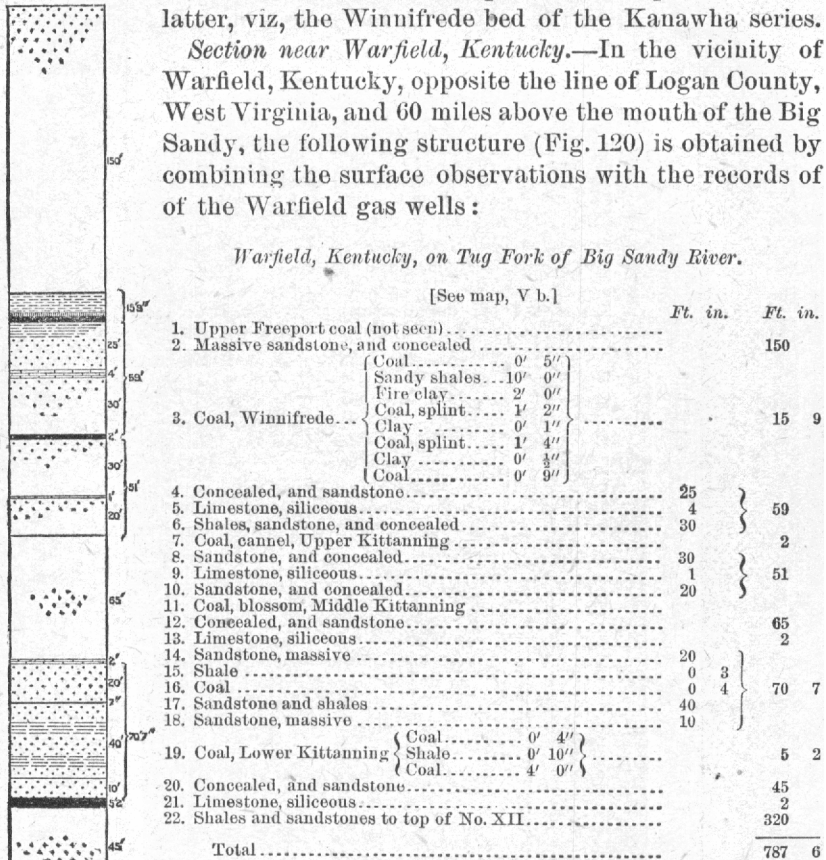 latter, viz, the Winnifrede bed of the Kanawha series.
Section near Warfield, Kentucky.—In the vicinity of
Warfield, Kentucky, opposite the line of Logan County,
West Virginia, and 60 miles above the mouth of the Big
Sandy, the following structure (Fig. 120) is obtained by
combining the surface observations with the records of
of the Warfield gas wells:
Warfield, Kentucky, on Tug Fork of Big Sandy River.
[See map, V b.]
Ft. in. Ft. in.
1. Upper Freeport coal (not seen)
2. Massive sandstone, and concealed 150
Coal 0' 5"
Sandy shales 10' 0"
Fire clay 2' 0"
3. Coal, Winnifrede Coal, splint 1' 2" 15 9
Clay 0' 1"
Coal, splint 1' 4"
Clay 0' ½"
Coal 0' 9"
4. Concealed, and sandstone 25
5. Limestone, siliceous 4 59
6. Shales, sandstone, and concealed 30
7. Coal, cannel, Upper Kittanning 2
8. Sandstone, and concealed 30
9. Limestone, siliceous 1 51
10. Sandstone, and concealed 20
11. Coal, blossom, Middle Kittanning
12. Concealed, and sandstone 65
13. Limestone, siliceous 2
14. Sandstone, massive 20
15. Shale 0 3
16. Coal 0 4 70 7
17. Sandstone and shales 40
18. Sandstone, massive 10
Coal 0' 4"
19. Coal, Lower Kittanning Shale 0' 10" 5 2
Coal 4' 0"
20. Concealed, and sandstone 45
21. Limestone, siliceous 2
22. Shales and sandstones to top of No. XII 320
Total 787 6
150'
15'9"
25'
4'
59'
30'
2'
30'
51'
1'
20'
65'
2'
20'
7"
70'7"
40'
10'
5'2"
45'